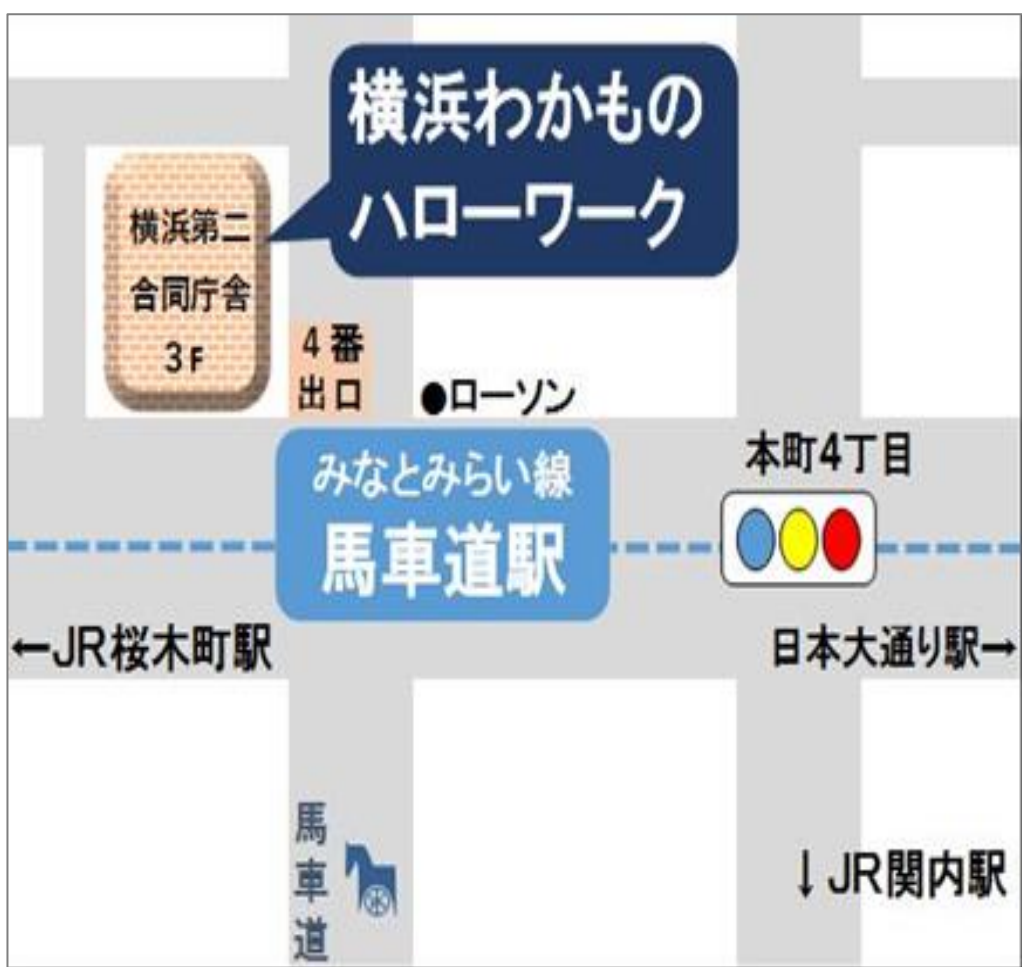 横浜わかもの
ハローワーク
横浜第二
合同庁舎
3F
4番
出口
●ローソン
みなとみらい線
馬車道駅
本町4丁目
←JR桜木町駅
日本大通り駅→
馬車道
↓JR関内駅